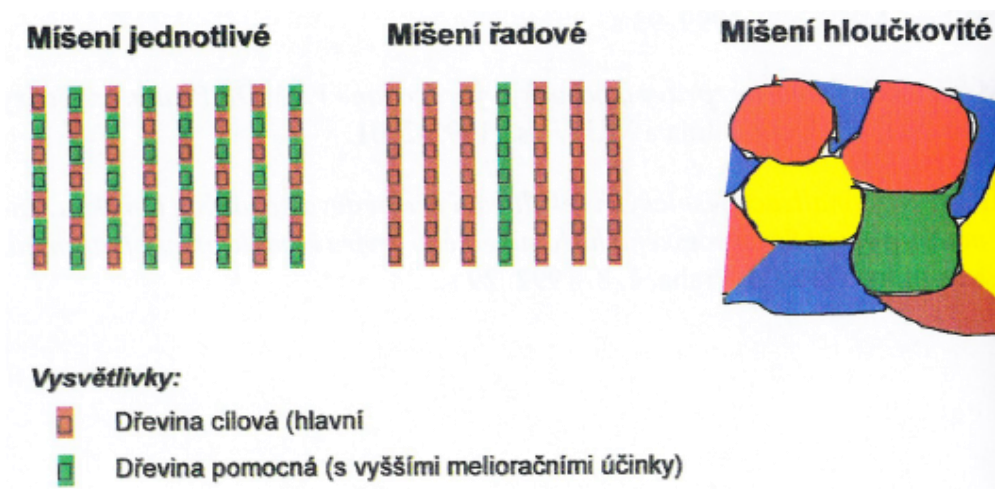 Míšení jednotlivé
Míšení řadové
Míšení hloučkovité
Vysvětlivky:
Dřevina cílová (hlavní
Dřevina pomocná (s vyššími melioračními účinky)